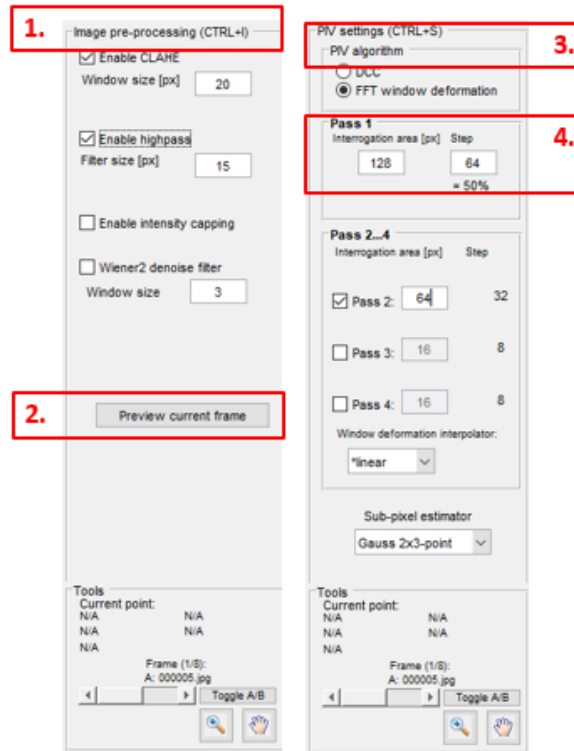 1.
Image pre-processing (CTRL+I)
Enable CLAHE
Window size [px] 20
Enable highpass
Filter size [px] 15
Enable intensity capping
Wiener2 denoise filter
Window size 3
2.
Preview current frame
Tools
Current point:
N/A N/A
N/A N/A
N/A
Frame (1/8):
A: 000005.jpg
Toggle A/B
PIV settings (CTRL+S)
3.
PIV algorithm
DCC
FFT window deformation
4.
Pass 1
Interrogation area [px] Step
128 64
= 50%
Pass 2...4
Interrogation area [px] Step
Pass 2: 64 32
Pass 3: 16 8
Pass 4: 16 8
Window deformation interpolator:
*linear
Sub-pixel estimator
Gauss 2x3-point
Tools
Current point:
N/A N/A
N/A N/A
N/A
Frame (1/8):
A: 000005.jpg
Toggle A/B